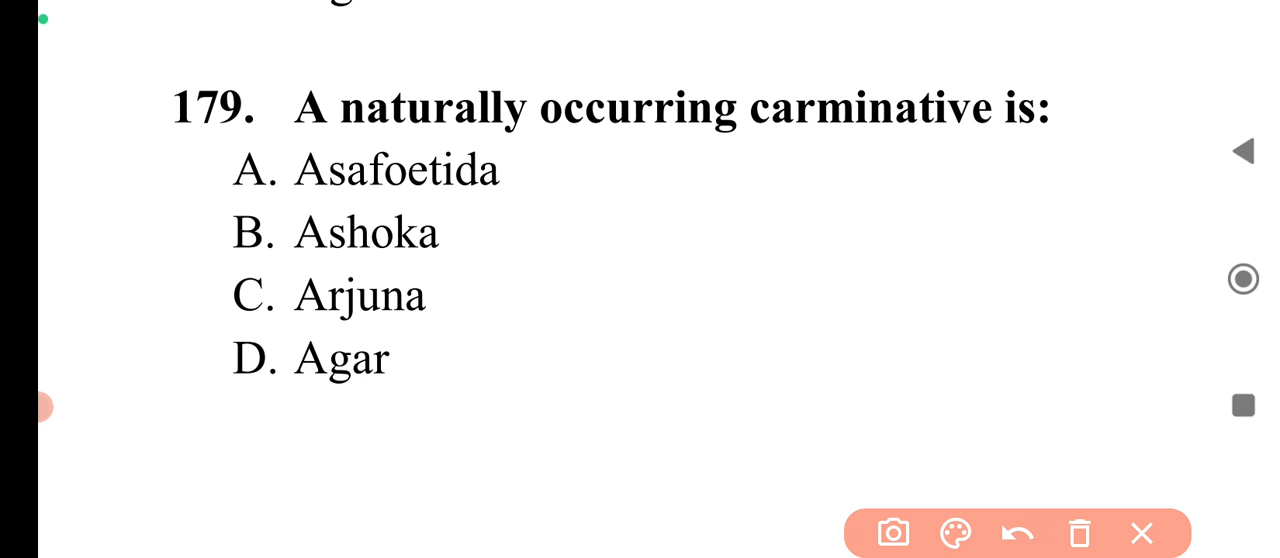 179. A naturally occurring carminative is:
A. Asafoetida
B. Ashoka
C. Arjuna
D. Agar